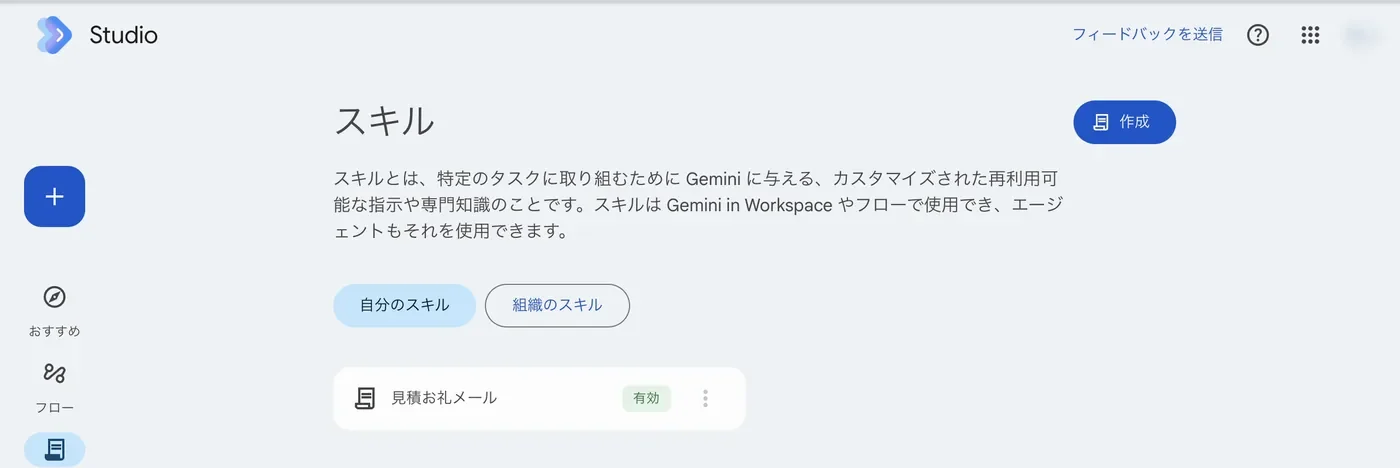 Studio
フィードバックを送信
スキル
作成
スキルとは、特定のタスクに取り組むために Gemini に与える、カスタマイズされた再利用可
能な指示や専門知識のことです。スキルは Gemini in Workspace やフローで使用でき、エージ
ェントもそれを使用できます。
おすすめ
フロー
自分のスキル
組織のスキル
見積お礼メール
有効